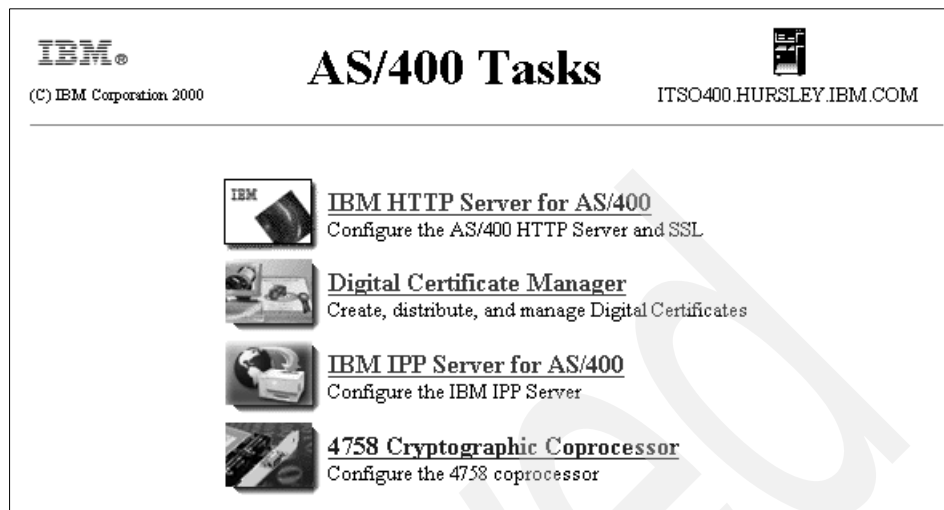 IBM®
(C) IBM Corporation 2000
AS/400 Tasks
ITSO400.HURSLEY.IBM.COM
IBM
IBM HTTP Server for AS/400
Configure the AS/400 HTTP Server and SSL
Digital Certificate Manager
Create, distribute, and manage Digital Certificates
IBM IPP Server for AS/400
Configure the IBM IPP Server
4758 Cryptographic Coprocessor
Configure the 4758 coprocessor